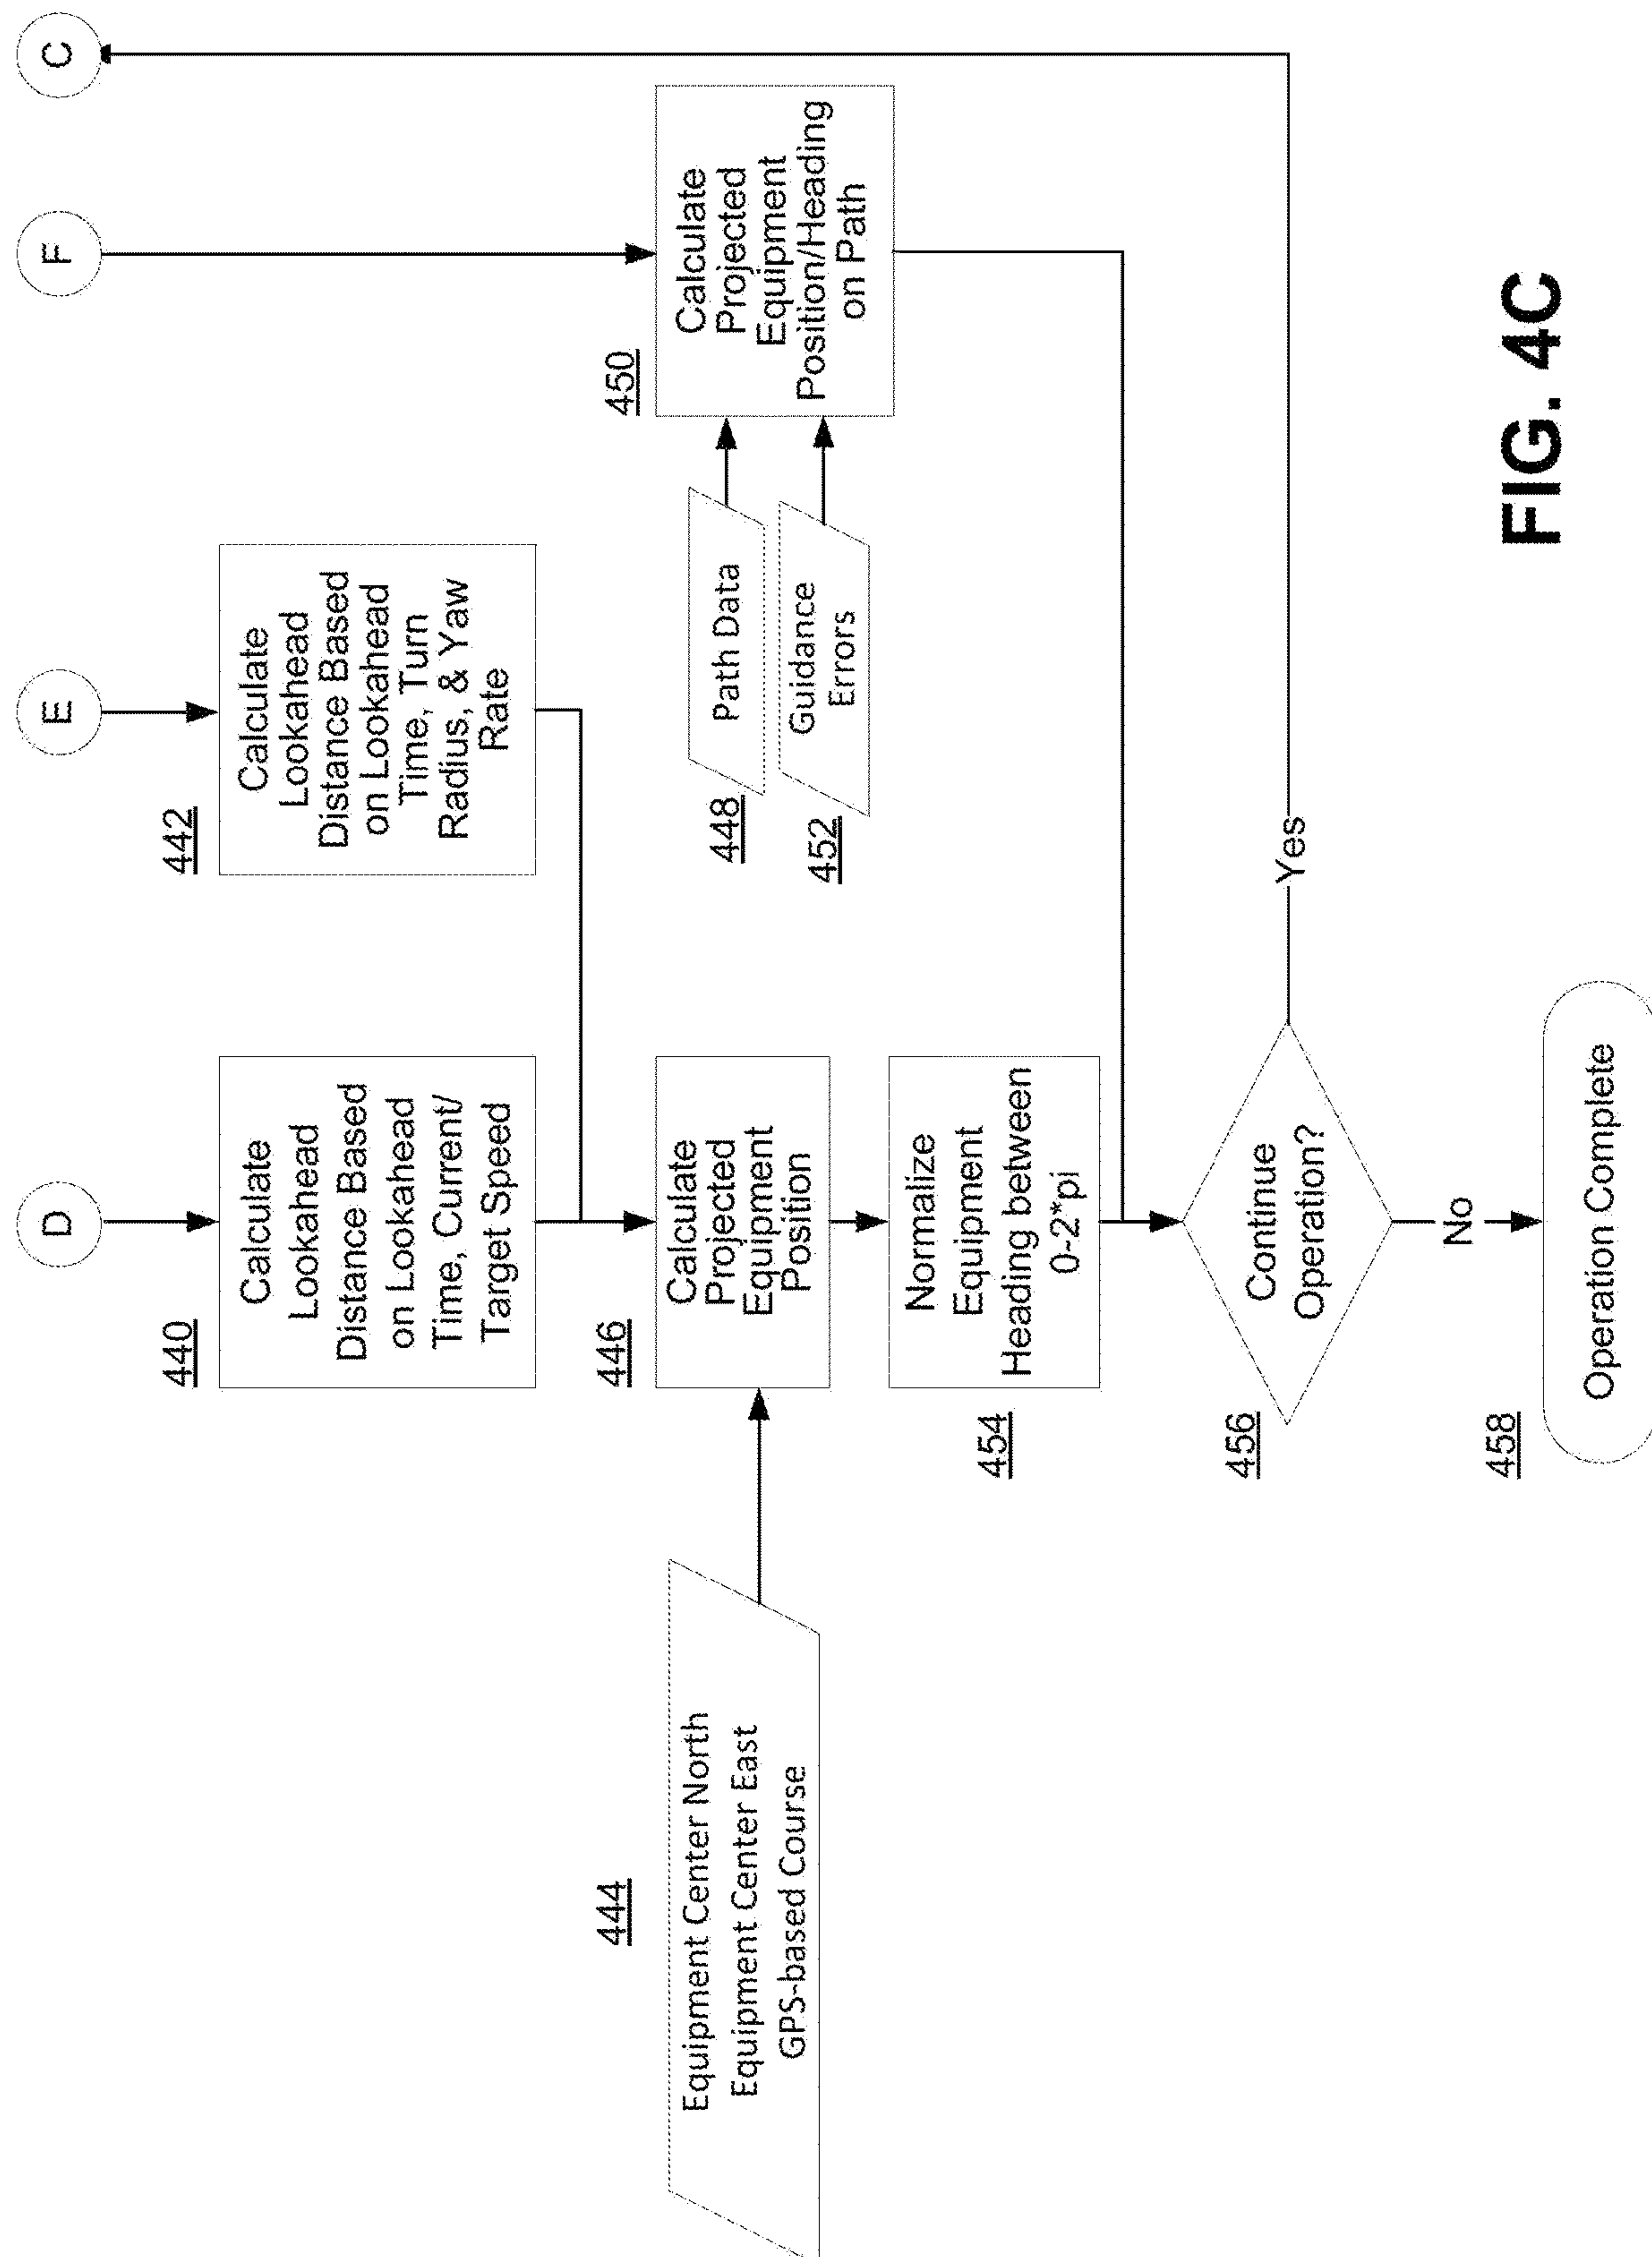 D
E
F
C
440
Calculate
Lookahead
Distance Based
on Lookahead
Time, Current/
Target Speed
442
Calculate
Lookahead
Distance Based
on Lookahead
Time, Turn
Radius, & Yaw
Rate
444
Equipment Center North
Equipment Center East
GPS-based Course
446
Calculate
Projected
Equipment
Position
448
Path Data
452
Guidance
Errors
450
Calculate
Projected
Equipment
Position/Heading
on Path
454
Normalize
Equipment
Heading between
0-2*pi
456
Continue
Operation?
Yes
No
458
Operation Complete
FIG. 4C